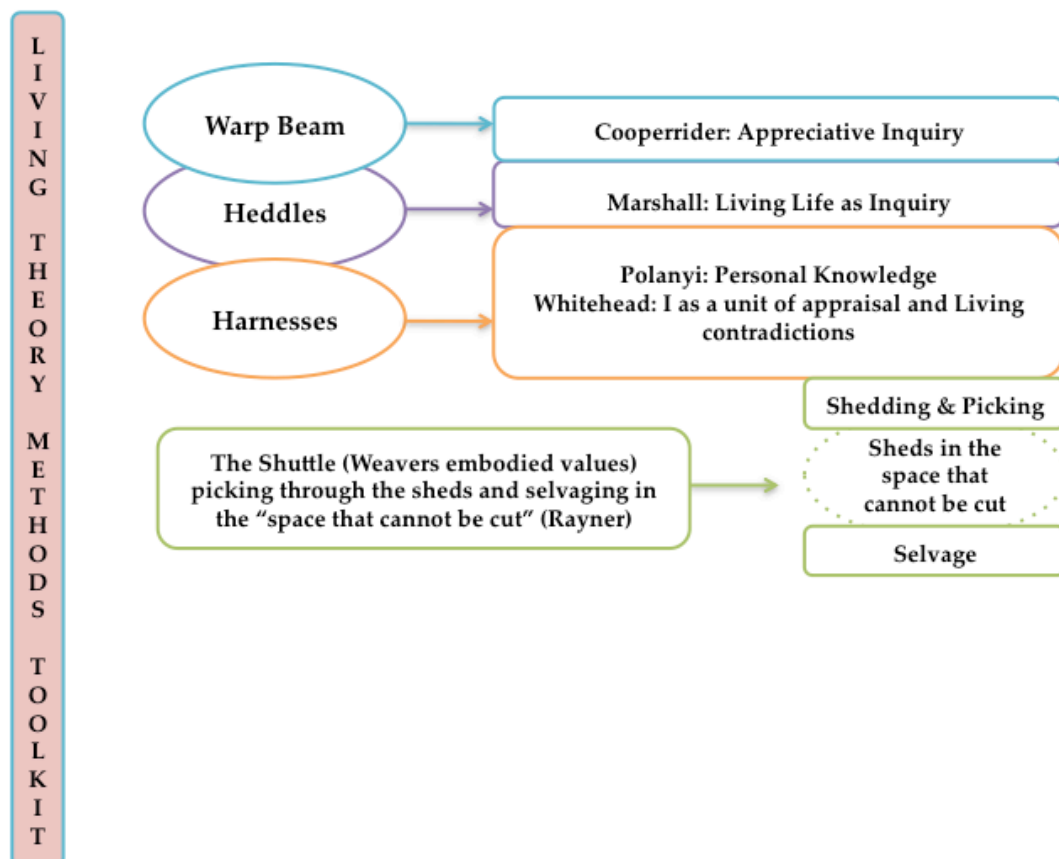 LIVING THEORY METHODS TOOLKIT
Warp Beam
Cooperrider: Appreciative Inquiry
Heddles
Marshall: Living Life as Inquiry
Harnesses
Polanyi: Personal Knowledge
Whitehead: I as a unit of appraisal and Living
contradictions
The Shuttle (Weavers embodied values)
picking through the sheds and selvaging in
the “space that cannot be cut” (Rayner)
Shedding & Picking
Sheds in the
space that
cannot be cut
Selvage